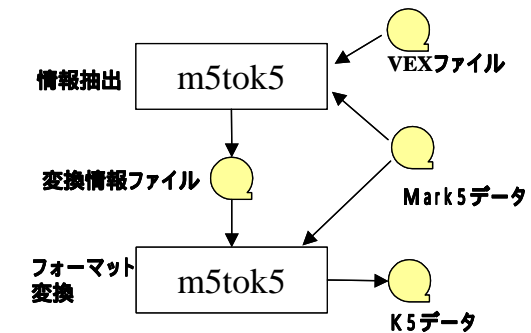 VEXファイル
情報抽出
m5tok5
変換情報ファイル
Mark5データ
フォーマット
変換
m5tok5
K5データ